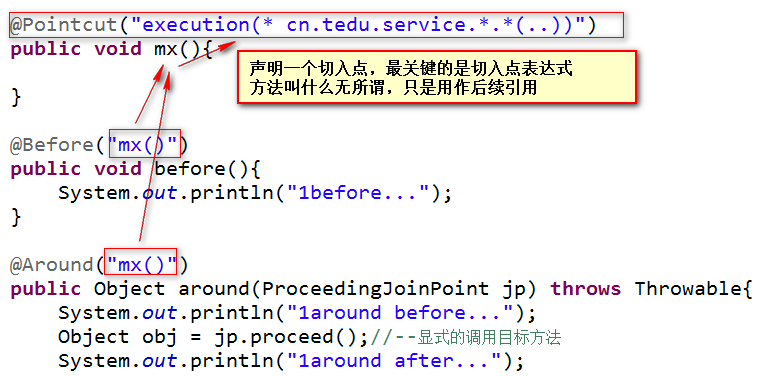 @Pointcut("execution(* cn.tedu.service.*.*(..))")
public void mx(){
声明一个切入点，最关键的是切入点表达式
方法叫什么无所谓，只是用作后续引用
}
@Before("mx()")
public void before(){
System.out.println("1before...");
}
@Around("mx()")
public Object around(ProceedingJoinPoint jp) throws Throwable{
System.out.println("1around before...");
Object obj = jp.proceed();//--显式的调用目标方法
System.out.println("1around after...");